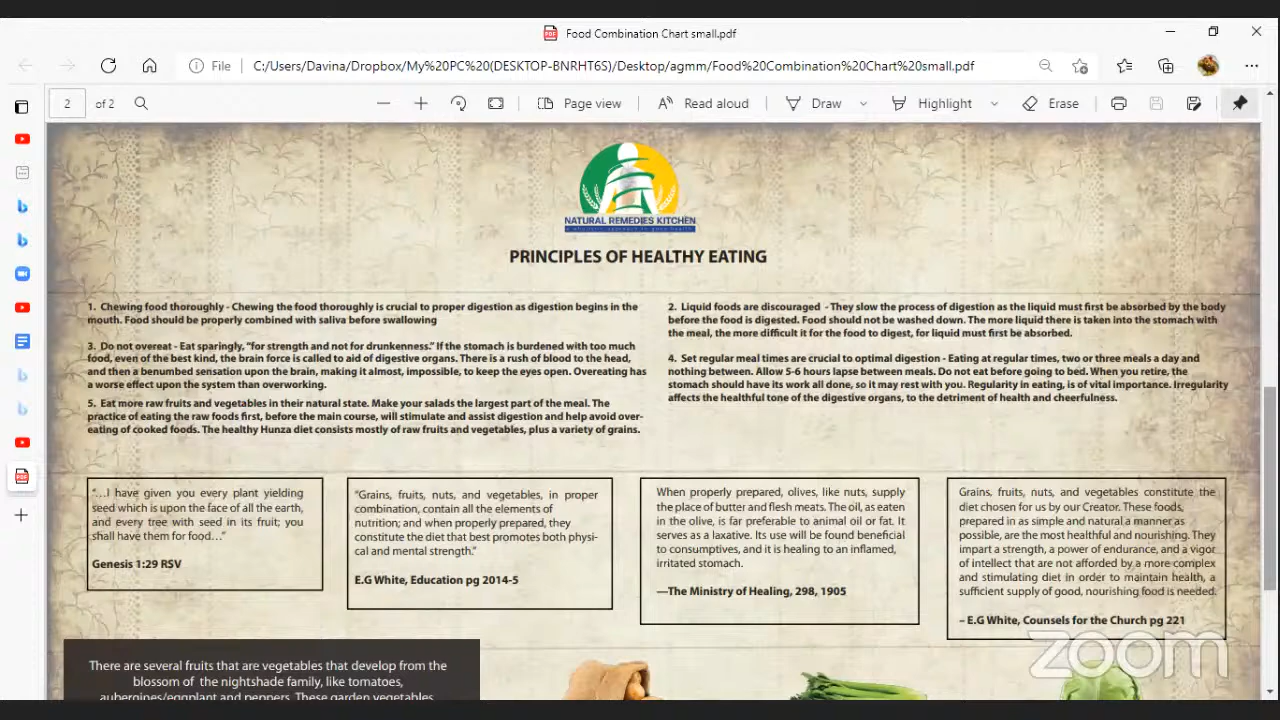 Food Combination Chart small.pdf
File
C:/Users/Davina/Dropbox/My%20PC%20(DESKTOP-BNRHT6S)/Desktop/agmm/Food%20Combination%20Chart%20small.pdf
2 of 2
Page view
Read aloud
Draw
Highlight
Erase
NATURAL REMEDIES KITCHEN
a wholistic approach to good health
PRINCIPLES OF HEALTHY EATING
1. Chewing food thoroughly - Chewing the food thoroughly is crucial to proper digestion as digestion begins in the
mouth. Food should be properly combined with saliva before swallowing
2. Liquid foods are discouraged - They slow the process of digestion as the liquid must first be absorbed by the body
before the food is digested. Food should not be washed down. The more liquid there is taken into the stomach with
the meal, the more difficult it for the food to digest, for liquid must first be absorbed.
3. Do not overeat - Eat sparingly, "for strength and not for drunkenness." If the stomach is burdened with too much
food, even of the best kind, the brain force is called to aid of digestive organs. There is a rush of blood to the head,
and then a benumbed sensation upon the brain, making it almost, impossible, to keep the eyes open. Overeating has
a worse effect upon the system than overworking.
4. Set regular meal times are crucial to optimal digestion - Eating at regular times, two or three meals a day and
nothing between. Allow 5-6 hours lapse between meals. Do not eat before going to bed. When you retire, the
stomach should have its work all done, so it may rest with you. Regularity in eating, is of vital importance. Irregularity
affects the healthful tone of the digestive organs, to the detriment of health and cheerfulness.
5. Eat more raw fruits and vegetables in their natural state. Make your salads the largest part of the meal. The
practice of eating the raw foods first, before the main course, will stimulate and assist digestion and help avoid over-
eating of cooked foods. The healthy Hunza diet consists mostly of raw fruits and vegetables, plus a variety of grains.
"...I have given you every plant yielding
seed which is upon the face of all the earth,
and every tree with seed in its fruit; you
shall have them for food..."
Genesis 1:29 RSV
"Grains, fruits, nuts, and vegetables, in proper
combination, contain all the elements of
nutrition; and when properly prepared, they
constitute the diet that best promotes both physi-
cal and mental strength."
E.G White, Education pg 2014-5
When properly prepared, olives, like nuts, supply
the place of butter and flesh meats. The oil, as eaten
in the olive, is far preferable to animal oil or fat. It
serves as a laxative. Its use will be found beneficial
to consumptives, and it is healing to an inflamed,
irritated stomach.
—The Ministry of Healing, 298, 1905
Grains, fruits, nuts, and vegetables constitute the
diet chosen for us by our Creator. These foods,
prepared in as simple and natural a manner as
possible, are the most healthful and nourishing. They
impart a strength, a power of endurance, and a vigor
of intellect that are not afforded by a more complex
and stimulating diet in order to maintain health, a
sufficient supply of good, nourishing food is needed.
– E.G White, Counsels for the Church pg 221
There are several fruits that are vegetables that develop from the
blossom of the nightshade family, like tomatoes,
aubergines/eggplant and peppers. These garden vegetables
zoom